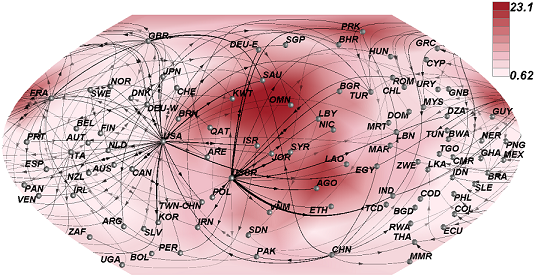 23.1
0.62
PRK
GBR
SGP
BHR
GRC
DEU-E
HUN
CYP
JPN
SAU
NOR
ROM
URY
FRA
SWE
DNK
CHE
KWT
BGR
TUR
CHL
GNB
OMN
MYS
DEU-W
BRN
LBY
DOM
DZA
GUY
BEL
FIN
QAT
NIC
MRT
LBN
TUN
BWA
NER
PRT
AUT
NLD
USA
ISR
SYR
MAR
TGO
GHA
PNG
MEX
ITA
ARE
JOR
LAO
ZWE
CMR
ESP
AUS
CAN
EGY
LKA
IDN
BRA
NZL
AGO
SLE
PAN
IRL
POL
IND
COD
PHL
VEN
TWN-CHN
ETH
TCD
BGD
COL
KOR
ARG
SLV
IRN
RWA
ECU
ZAF
SDN
THA
PER
PAK
CHN
UGA
BOL
MMR